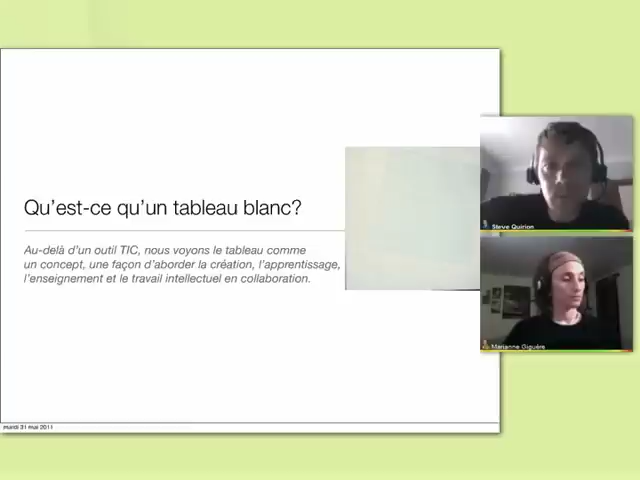 Qu'est-ce qu'un tableau blanc?
Au-delà d'un outil TIC, nous voyons le tableau comme
un concept, une façon d'aborder la création, l'apprentissage,
l'enseignement et le travail intellectuel en collaboration.
Steve Quirion
Marianne Giguère
mardi 31 mai 2011